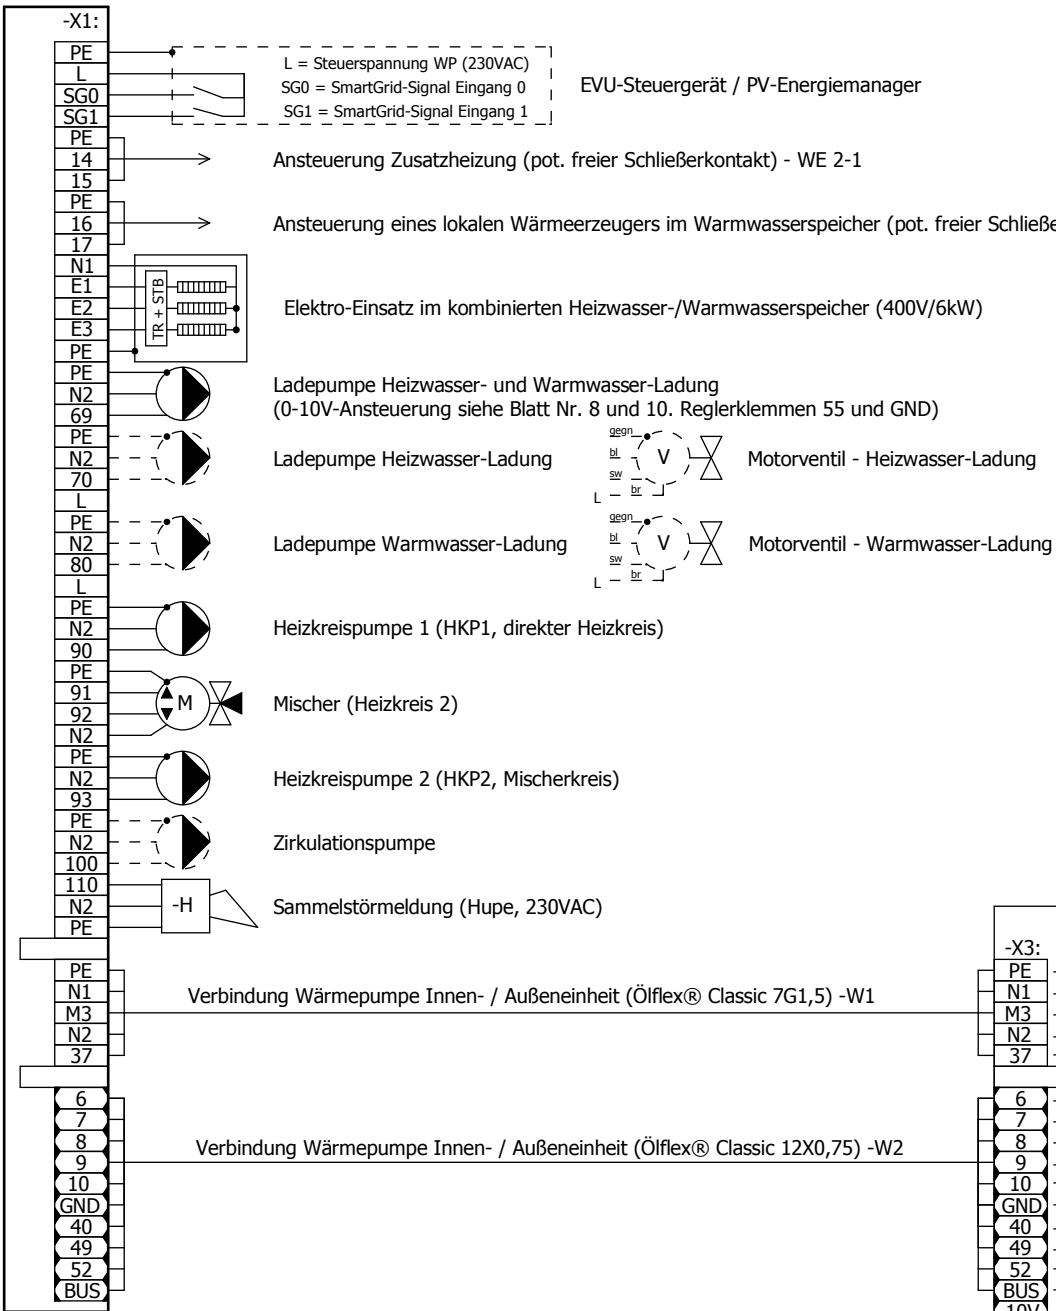 -X1:
PE
L = Steuerspannung WP (230VAC)
L
SG0 = SmartGrid-Signal Eingang 0
EVU-Steuergerät / PV-Energiemanager
SG0
SG1 = SmartGrid-Signal Eingang 1
SG1
PE
14
Ansteuerung Zusatzheizung (pot. freier Schließerkontakt) - WE 2-1
15
PE
16
Ansteuerung eines lokalen Wärmeerzeugers im Warmwasserspeicher (pot. freier Schließe
17
N1
E1
TR + STB
E2
Elektro-Einsatz im kombinierten Heizwasser-/Warmwasserspeicher (400V/6kW)
E3
PE
PE
Ladepumpe Heizwasser- und Warmwasser-Ladung
N2
(0-10V-Ansteuerung siehe Blatt Nr. 8 und 10. Reglerklemmen 55 und GND)
69
PE
gegn
N2
Ladepumpe Heizwasser-Ladung
bl
V
Motorventil - Heizwasser-Ladung
70
sw
L
br
L
PE
gegn
N2
Ladepumpe Warmwasser-Ladung
bl
V
Motorventil - Warmwasser-Ladung
80
sw
L
br
L
PE
N2
Heizkreispumpe 1 (HKP1, direkter Heizkreis)
90
PE
91
M
Mischer (Heizkreis 2)
92
N2
PE
N2
Heizkreispumpe 2 (HKP2, Mischerkreis)
93
PE
N2
Zirkulationspumpe
100
110
N2
-H
Sammelstörmeldung (Hupe, 230VAC)
PE
-X3:
PE
PE
N1
Verbindung Wärmepumpe Innen- / Außeneinheit (Ölflex® Classic 7G1,5) -W1
N1
M3
M3
N2
N2
37
37
6
6
7
7
8
Verbindung Wärmepumpe Innen- / Außeneinheit (Ölflex® Classic 12X0,75) -W2
8
9
9
10
10
GND
GND
40
40
49
49
52
52
BUS
BUS
10V